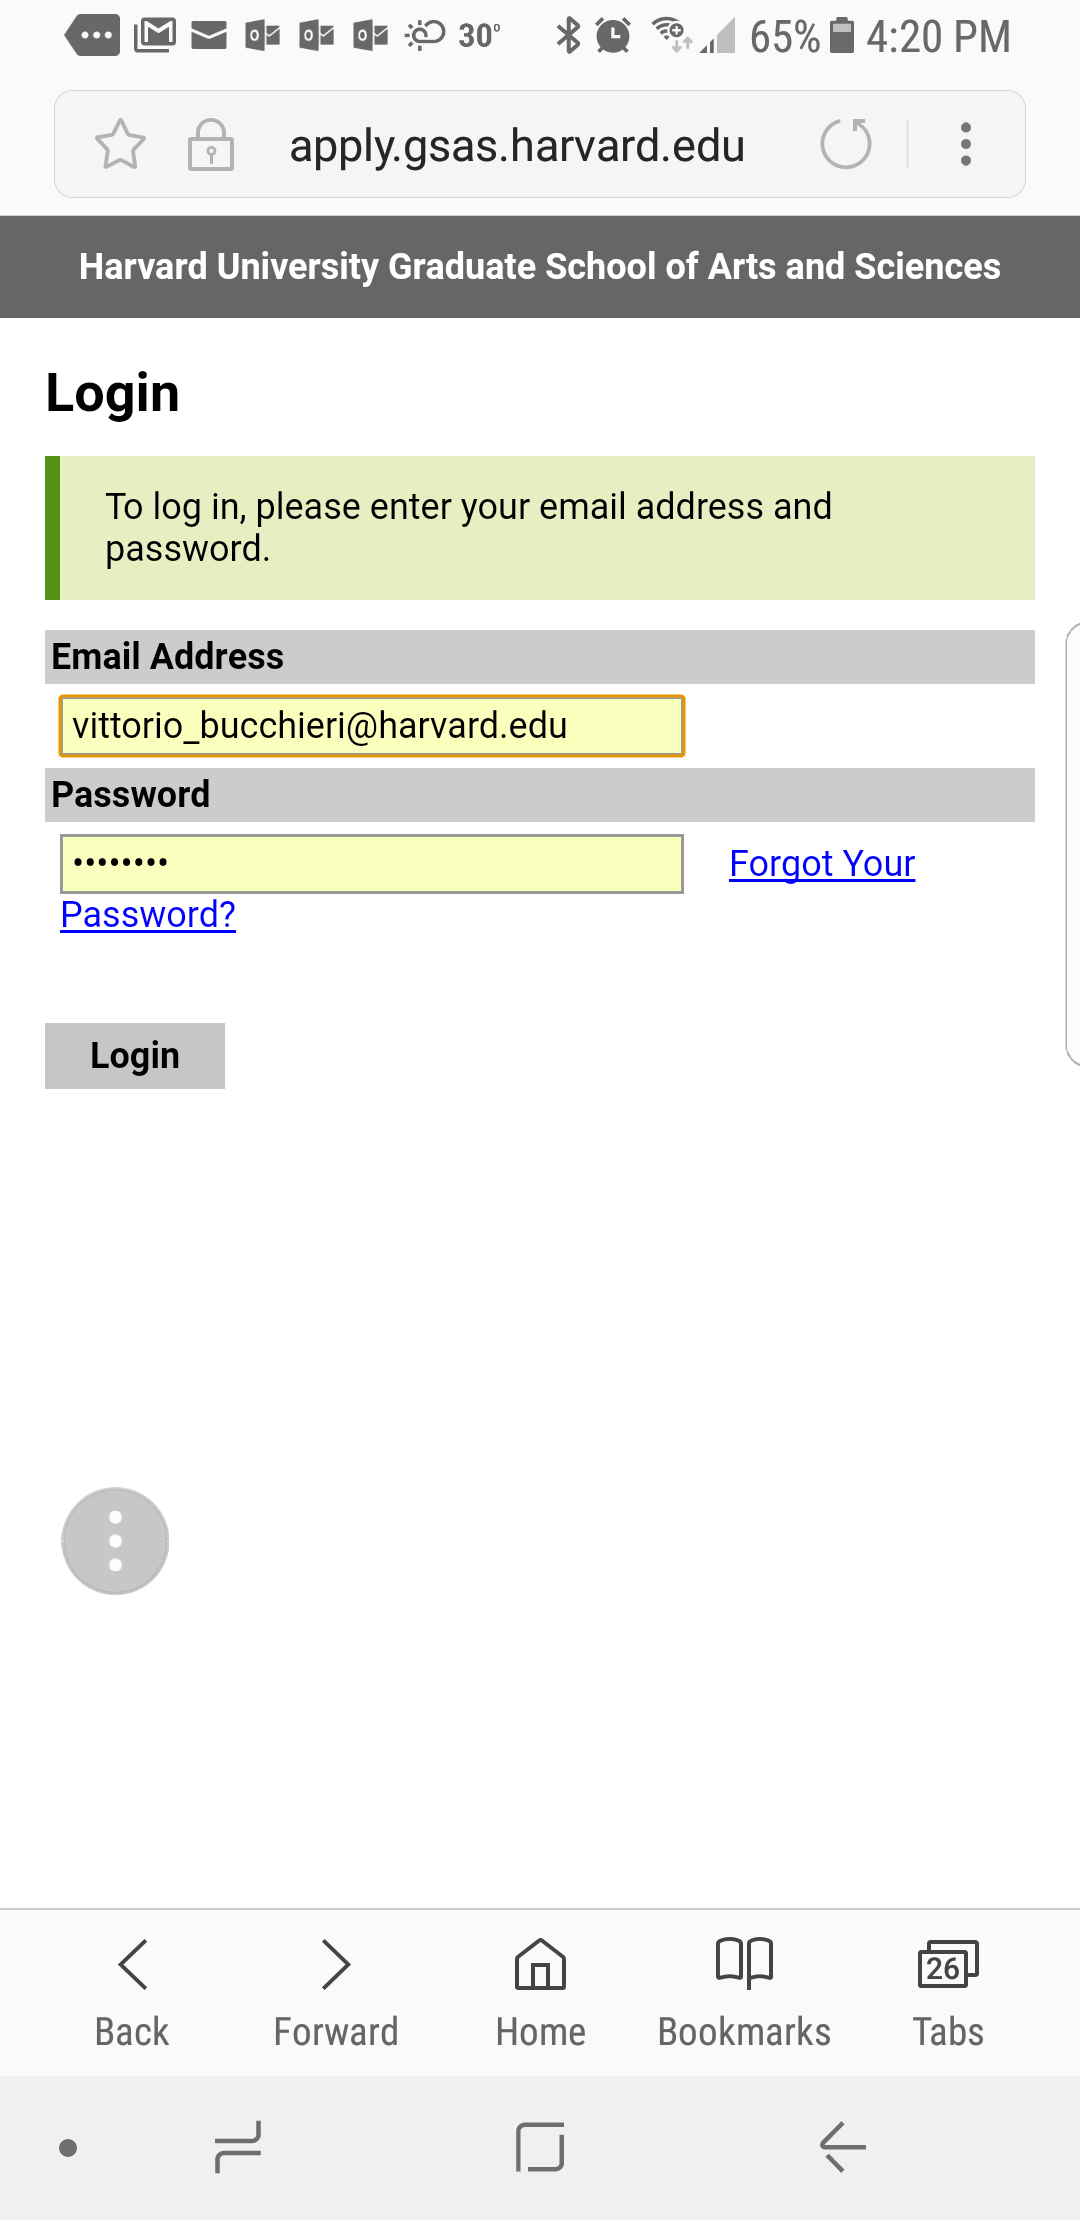 30° 65% 4:20 PM
apply.gsas.harvard.edu
Harvard University Graduate School of Arts and Sciences
Login
To log in, please enter your email address and
password.
Email Address
vittorio_bucchieri@harvard.edu
Password
•••••••• Forgot Your
Password?
Login
26
Back Forward Home Bookmarks Tabs